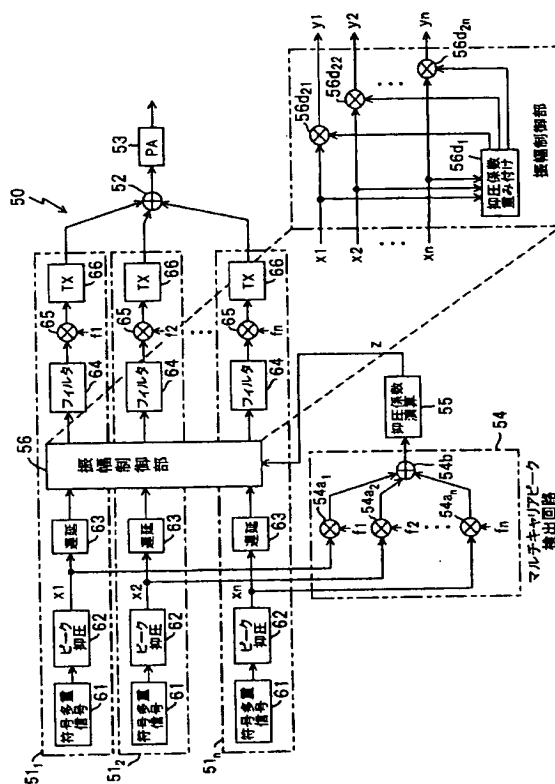 50
51₁
符号多重
信号
61
ピーク
抑圧
62
x1
遅延
63
56
振幅制御部
フィルタ
64
65
f1
TX
66
52
53
PA
51₂
符号多重
信号
61
ピーク
抑圧
62
x2
遅延
63
フィルタ
64
65
f2
TX
66
51ₙ
符号多重
信号
61
ピーク
抑圧
62
xn
遅延
63
フィルタ
64
65
fn
TX
66
54a₁
f1
54a₂
f2
54aₙ
fn
54b
54
マルチキャリアピーク
検出回路
抑圧係数
演算
55
z
x1
x2
xn
56d₁
抑圧係数
重み付け
56d₂₁
56d₂₂
56d₂ₙ
y1
y2
yn
振幅制御部